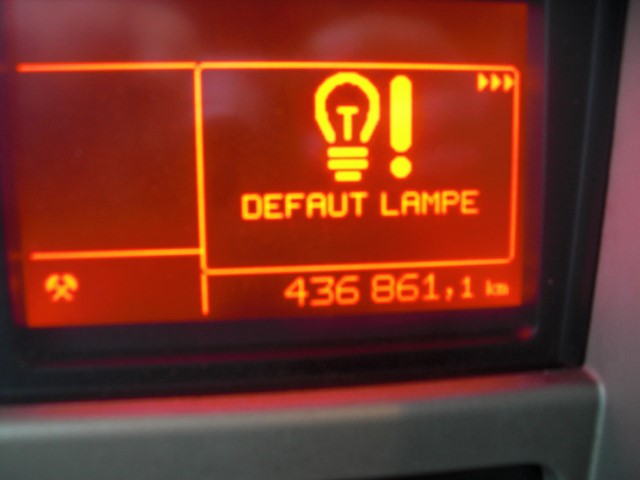 DEFAUT LAMPE
436 861,1 km